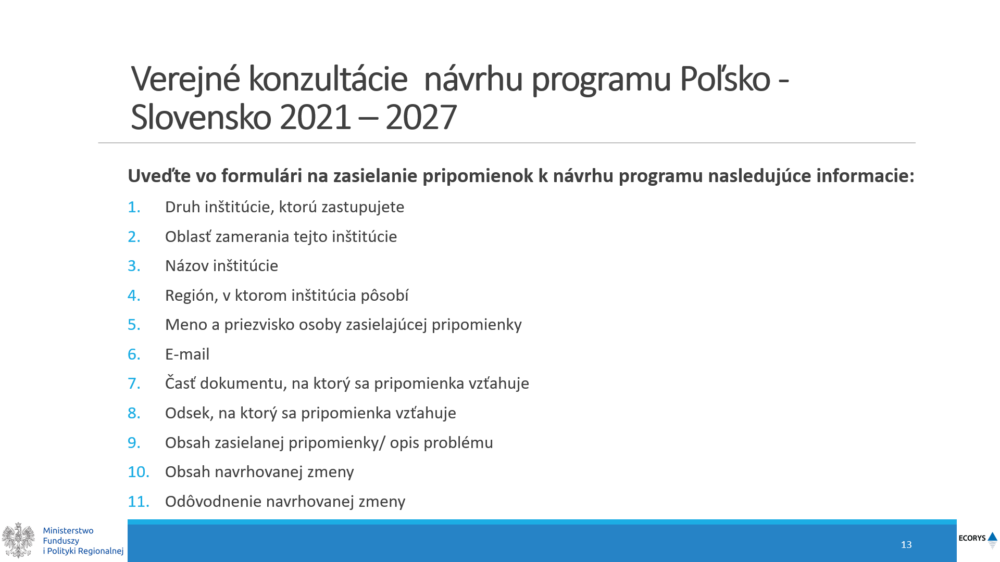 Verejné konzultácie  návrhu programu Poľsko -
Slovensko 2021 – 2027
Uveďte vo formulári na zasielanie pripomienok k návrhu programu nasledujúce informacie:
1. Druh inštitúcie, ktorú zastupujete
2. Oblasť zamerania tejto inštitúcie
3. Názov inštitúcie
4. Región, v ktorom inštitúcia pôsobí
5. Meno a priezvisko osoby zasielajúcej pripomienky
6. E-mail
7. Časť dokumentu, na ktorý sa pripomienka vzťahuje
8. Odsek, na ktorý sa pripomienka vzťahuje
9. Obsah zasielanej pripomienky/ opis problému
10. Obsah navrhovanej zmeny
11. Odôvodnenie navrhovanej zmeny
Ministerstwo
Funduszy
i Polityki Regionalnej
13
ECORYS